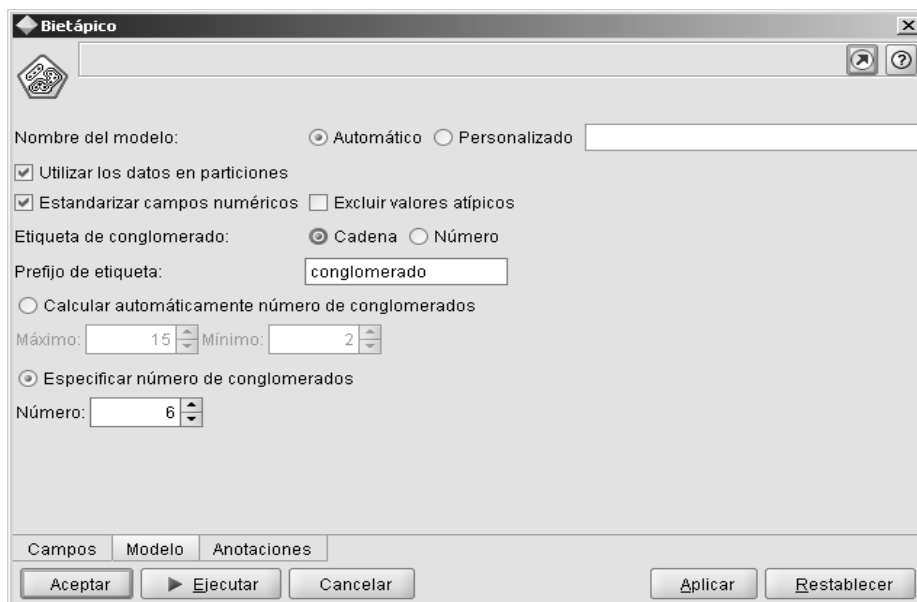 Bietápico
Nombre del modelo: Automático Personalizado
Utilizar los datos en particiones
Estandarizar campos numéricos Excluir valores atípicos
Etiqueta de conglomerado: Cadena Número
Prefijo de etiqueta: conglomerado
Calcular automáticamente número de conglomerados
Máximo: 15 Mínimo: 2
Especificar número de conglomerados
Número: 6
Campos Modelo Anotaciones
Aceptar Ejecutar Cancelar Aplicar Restablecer